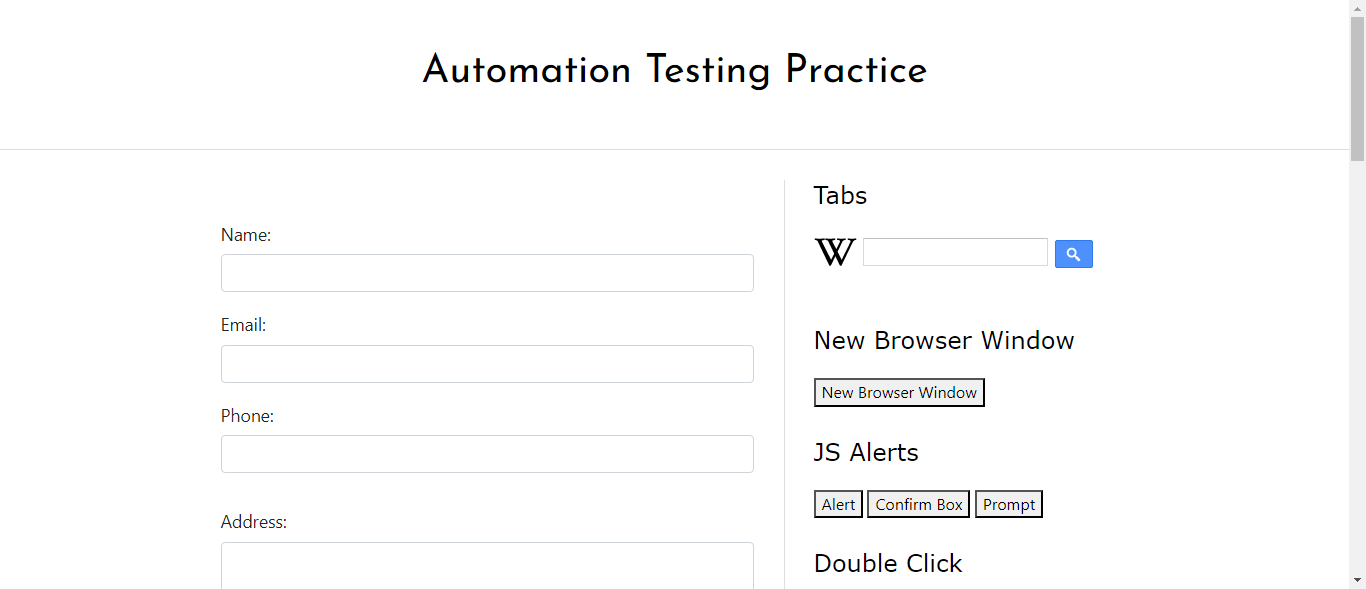 Automation Testing Practice
Name:
Email:
Phone:
Address:
Tabs
W
New Browser Window
New Browser Window
JS Alerts
Alert Confirm Box Prompt
Double Click